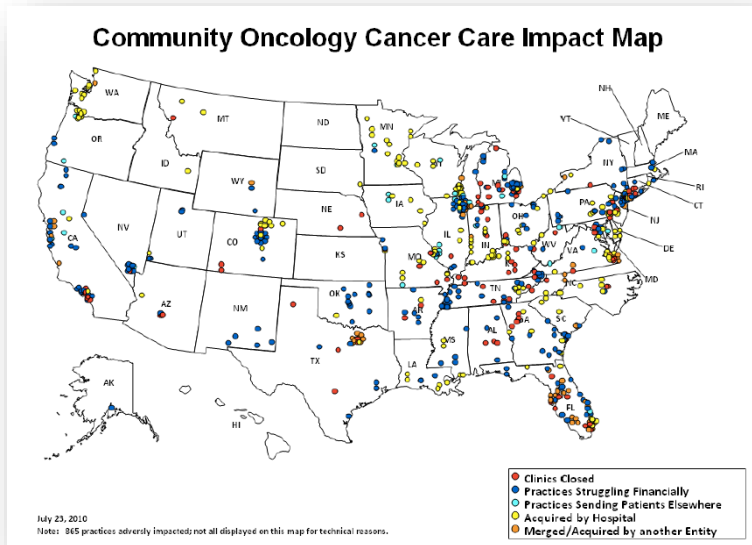 Community Oncology Cancer Care Impact Map
WA
MT
ND
MN
NH
VT
ME
OR
ID
SD
WY
NY
MA
RI
CT
NE
IA
PA
NJ
NV
UT
CO
IL
IN
OH
WV
VA
DE
MD
CA
KS
MO
AZ
NM
OK
AR
TN
NC
SC
TX
LA
MS
AL
GA
FL
AK
HI
Clinics Closed
Practices Struggling Financially
Practices Sending Patients Elsewhere
Acquired by Hospital
Merged/Acquired by another Entity
July 23, 2010
Note: 865 practices adversly impacted; not all displayed on this map for technical reasons.